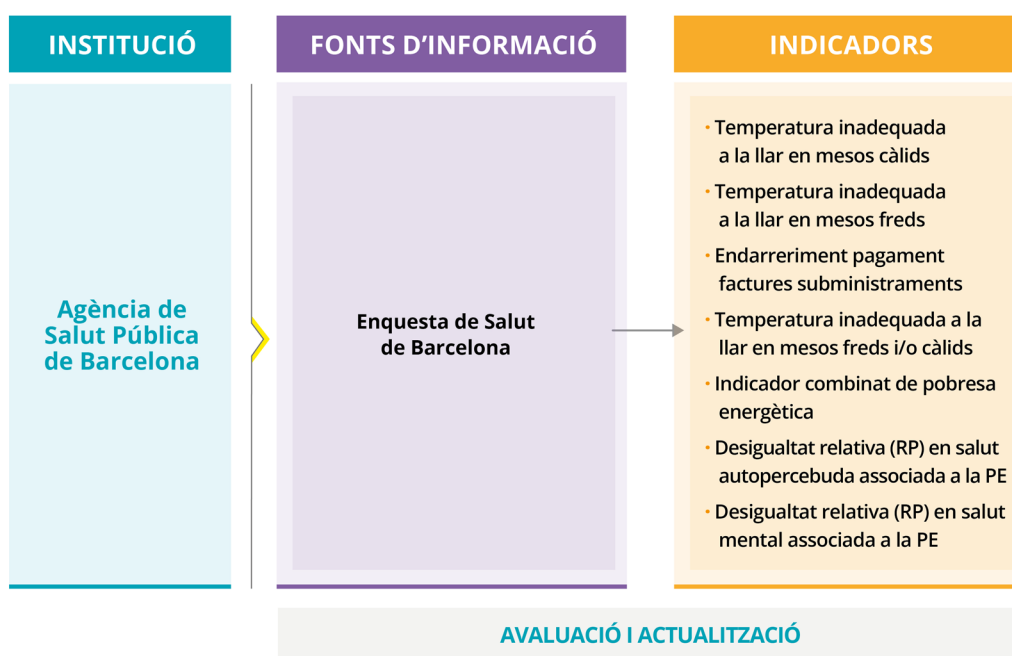 INSTITUCIÓ
FONTS D’INFORMACIÓ
INDICADORS
Agència de
Salut Pública
de Barcelona
Enquesta de Salut
de Barcelona
· Temperatura inadequada
a la llar en mesos càlids
· Temperatura inadequada
a la llar en mesos freds
· Endarreriment pagament
factures subministraments
· Temperatura inadequada a la
llar en mesos freds i/o càlids
· Indicador combinat de pobresa
energètica
· Desigualtat relativa (RP) en salut
autopercebuda associada a la PE
· Desigualtat relativa (RP) en salut
mental associada a la PE
AVALUACIÓ I ACTUALITZACIÓ